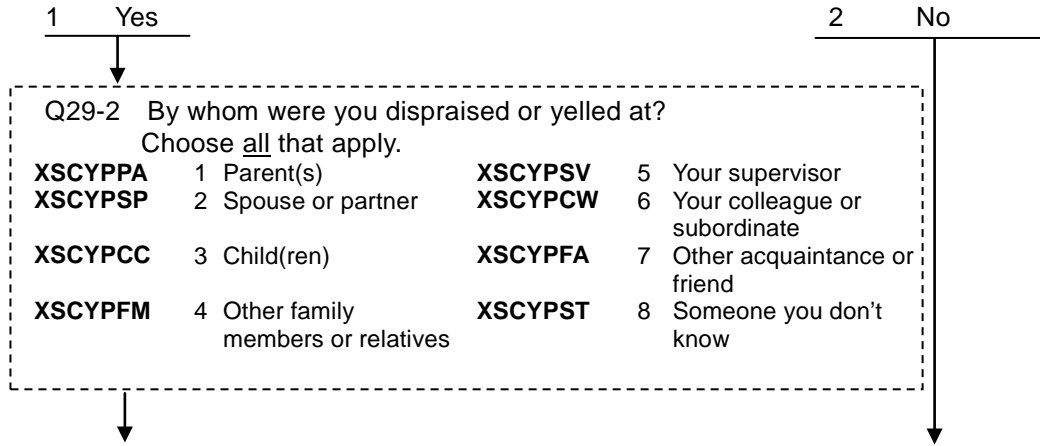 1 Yes 2 No
Q29-2 By whom were you dispraised or yelled at?
Choose all that apply.
XSCYPPA 1 Parent(s) XSCYPSV 5 Your supervisor
XSCYPSP 2 Spouse or partner XSCYPCW 6 Your colleague or
subordinate
XSCYPCC 3 Child(ren) XSCYPFA 7 Other acquaintance or
friend
XSCYPFM 4 Other family XSCYPST 8 Someone you don't
members or relatives know